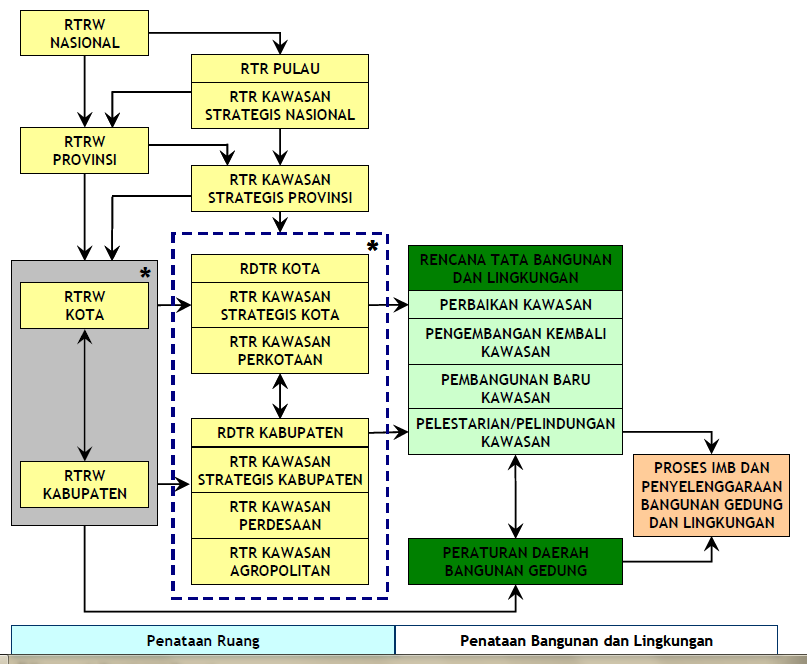 RTRW
NASIONAL
RTR PULAU
RTR KAWASAN
STRATEGIS NASIONAL
RTRW
PROVINSI
RTR KAWASAN
STRATEGIS PROVINSI
*
RTRW
KOTA
RTRW
KABUPATEN
*
RDTR KOTA
RTR KAWASAN
STRATEGIS KOTA
RTR KAWASAN
PERKOTAAN
RDTR KABUPATEN
RTR KAWASAN
STRATEGIS KABUPATEN
RTR KAWASAN
PERDESAAN
RTR KAWASAN
AGROPOLITAN
RENCANA TATA BANGUNAN
DAN LINGKUNGAN
PERBAIKAN KAWASAN
PENGEMBANGAN KEMBALI
KAWASAN
PEMBANGUNAN BARU
KAWASAN
PELESTARIAN/PELINDUNGAN
KAWASAN
PERATURAN DAERAH
BANGUNAN GEDUNG
PROSES IMB DAN
PENYELENGGARAAN
BANGUNAN GEDUNG
DAN LINGKUNGAN
Penataan Ruang
Penataan Bangunan dan Lingkungan